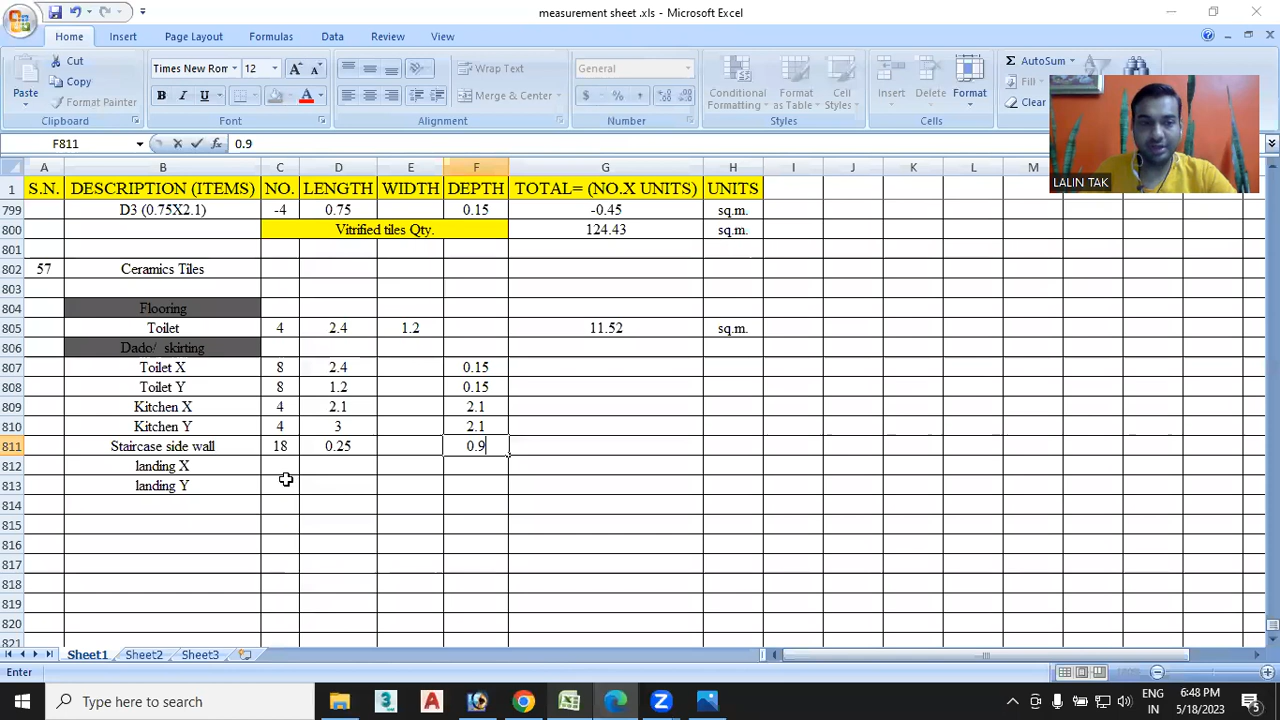 measurement sheet .xls - Microsoft Excel
Home Insert Page Layout Formulas Data Review View
Paste
Cut
Copy
Format Painter
Clipboard
Times New Rom 12
B I U
Font
Wrap Text
Merge & Center
Alignment
General
$ % ,
Number
Conditional Formatting
Format as Table
Cell Styles
Styles
Insert Delete Format
Cells
Σ AutoSum
Fill
Clear
LALIN TAK
F811 0.9
A B C D E F G H I J K L M
1 S.N. DESCRIPTION (ITEMS) NO. LENGTH WIDTH DEPTH TOTAL= (NO.X UNITS) UNITS
799 D3 (0.75X2.1) -4 0.75 0.15 -0.45 sq.m.
800 Vitrified tiles Qty. 124.43 sq.m.
801
802 57 Ceramics Tiles
803
804 Flooring
805 Toilet 4 2.4 1.2 11.52 sq.m.
806 Dado/ skirting
807 Toilet X 8 2.4 0.15
808 Toilet Y 8 1.2 0.15
809 Kitchen X 4 2.1 2.1
810 Kitchen Y 4 3 2.1
811 Staircase side wall 18 0.25 0.9
812 landing X
813 landing Y
814
815
816
817
818
819
820
821
Sheet1 Sheet2 Sheet3
Enter
Type here to search
ENG
IN
6:48 PM
5/18/2023
5